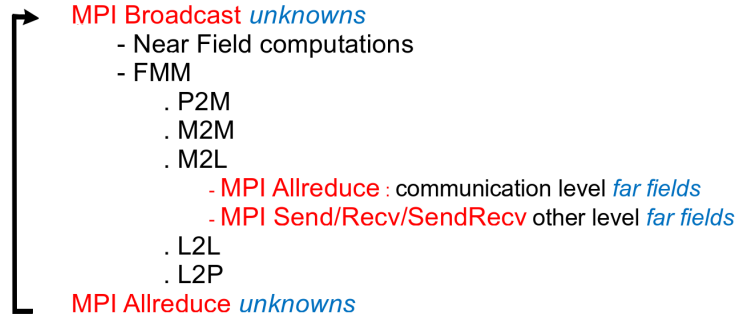 MPI Broadcast unknowns
- Near Field computations
- FMM
. P2M
. M2M
. M2L
- MPI Allreduce : communication level far fields
- MPI Send/Recv/SendRecv other level far fields
. L2L
. L2P
MPI Allreduce unknowns